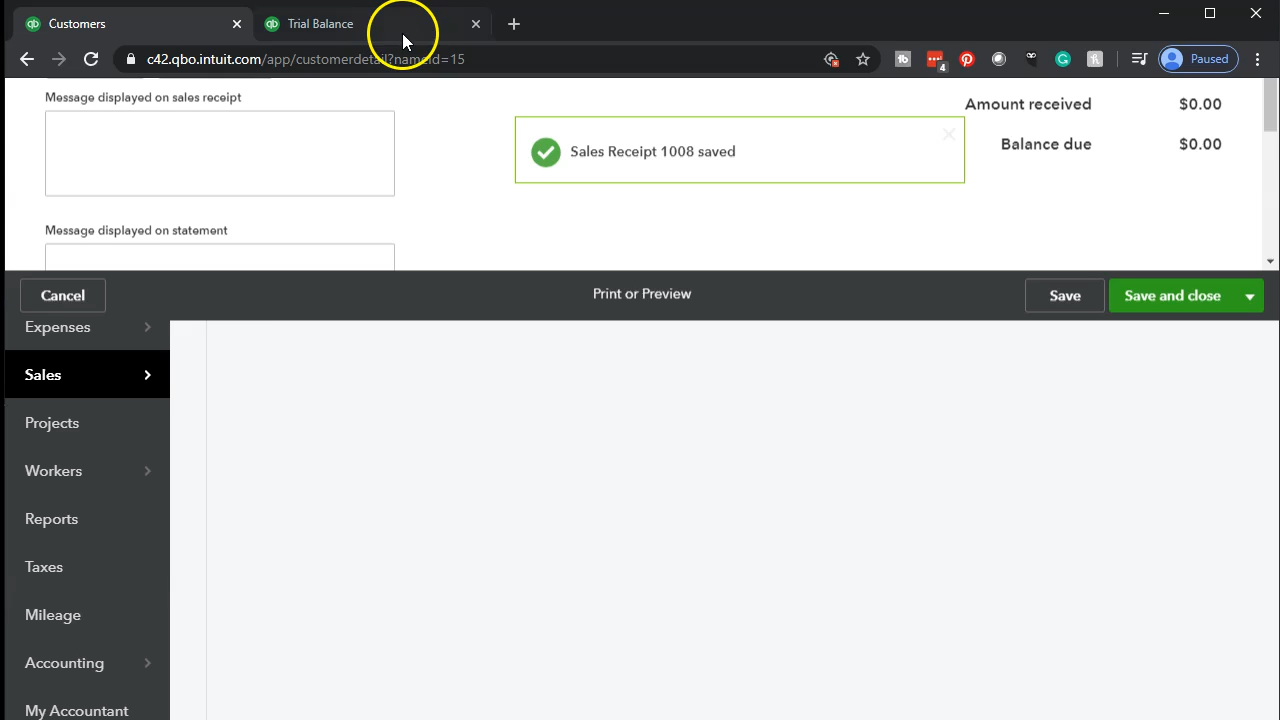 Customers
Trial Balance
c42.qbo.intuit.com/app/customerdetail?nameId=15
4
Paused
Message displayed on sales receipt
Amount received $0.00
Sales Receipt 1008 saved
Balance due $0.00
Message displayed on statement
Cancel
Print or Preview
Save
Save and close
Expenses
Sales
Projects
Workers
Reports
Taxes
Mileage
Accounting
My Accountant